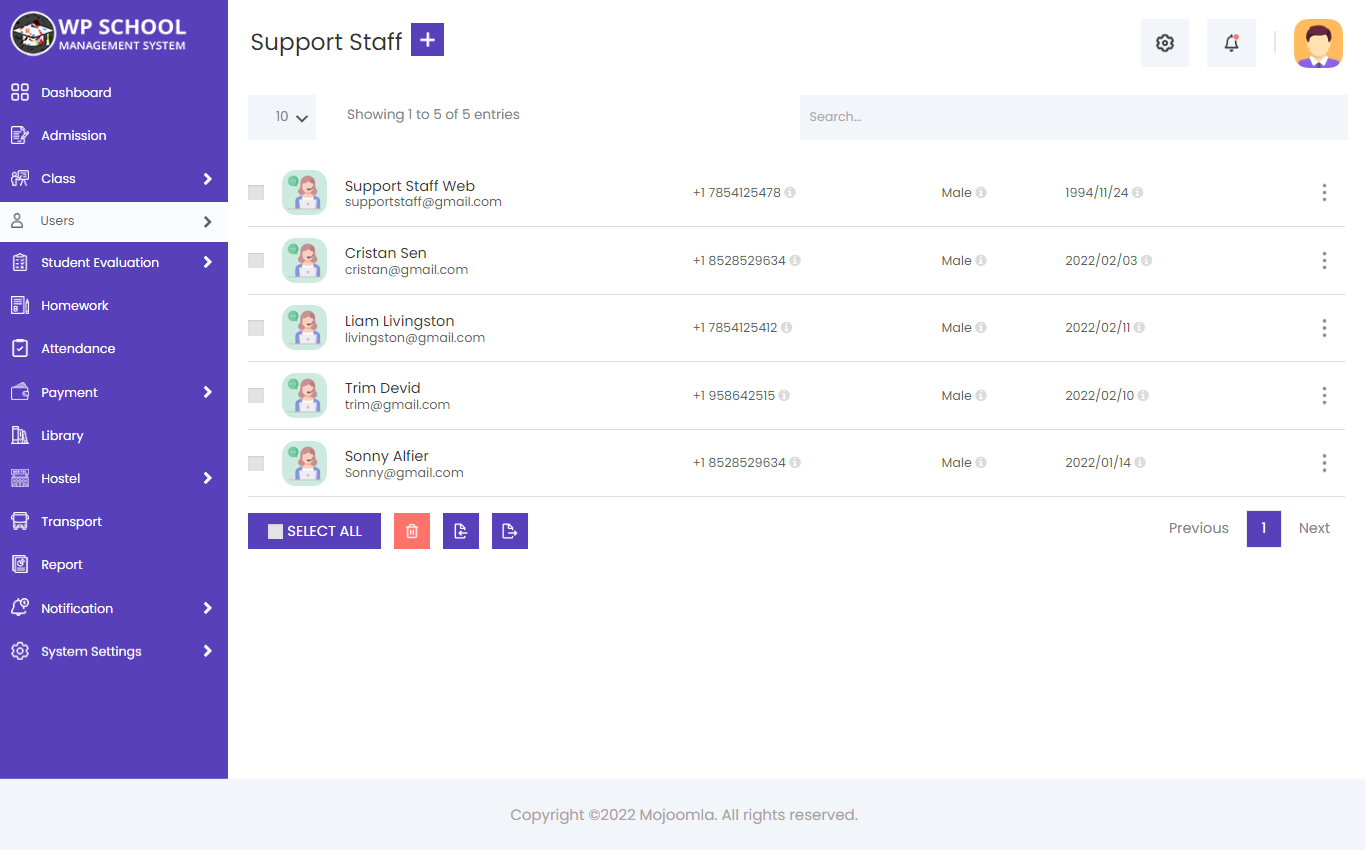 WP SCHOOL
MANAGEMENT SYSTEM
Dashboard
Admission
Class
Users
Student Evaluation
Homework
Attendance
Payment
Library
Hostel
Transport
Report
Notification
System Settings
Support Staff +
10 Showing 1 to 5 of 5 entries Search...
Support Staff Web
supportstaff@gmail.com
+1 7854125478 Male 1994/11/24
Cristan Sen
cristan@gmail.com
+1 8528529634 Male 2022/02/03
Liam Livingston
livingston@gmail.com
+1 7854125412 Male 2022/02/11
Trim Devid
trim@gmail.com
+1 958642515 Male 2022/02/10
Sonny Alfier
Sonny@gmail.com
+1 8528529634 Male 2022/01/14
SELECT ALL
Previous 1 Next
Copyright ©2022 Mojoomla. All rights reserved.